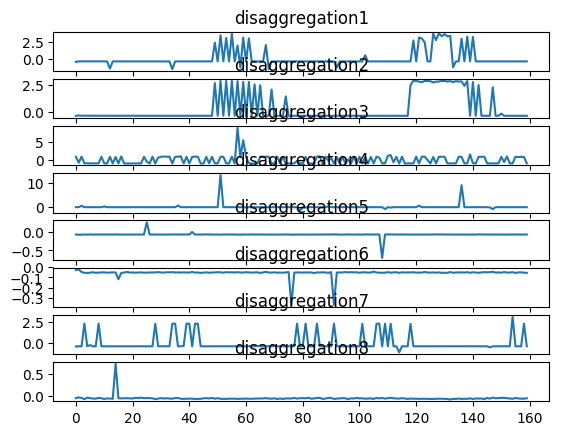 disaggregation1
2.5
0.0
disaggregation2
2.5
0.0
disaggregation3
5
0
disaggregation4
10
0
disaggregation5
0.0
−0.5
disaggregation6
0.0
−0.1
−0.2
−0.3
disaggregation7
2.5
0.0
disaggregation8
0.5
0.0
0 20 40 60 80 100 120 140 160